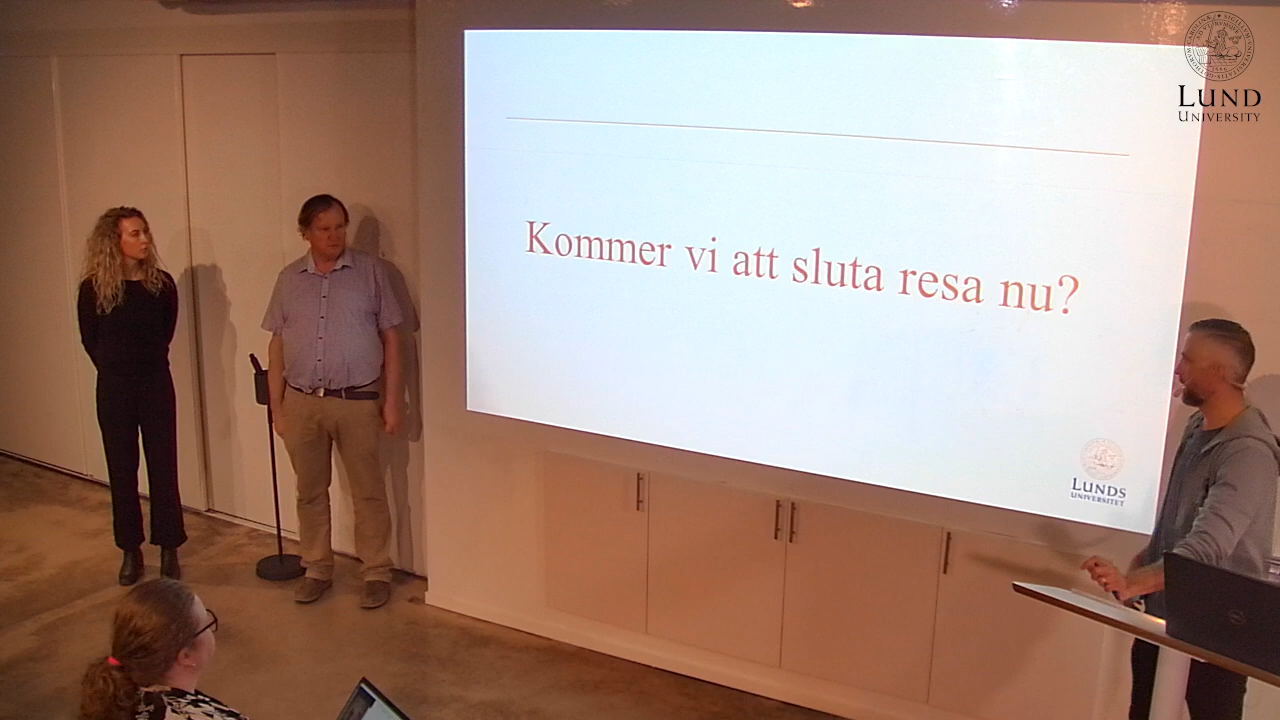 LUND
UNIVERSITY
Kommer vi att sluta resa nu?
LUNDS
UNIVERSITET